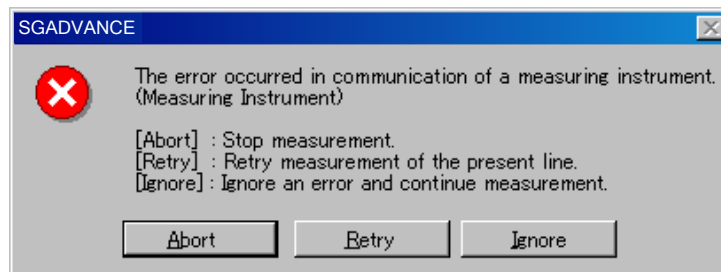 SGADVANCE
The error occurred in communication of a measuring instrument.
(Measuring Instrument)
[Abort] : Stop measurement.
[Retry] : Retry measurement of the present line.
[Ignore] : Ignore an error and continue measurement.
Abort
Retry
Ignore